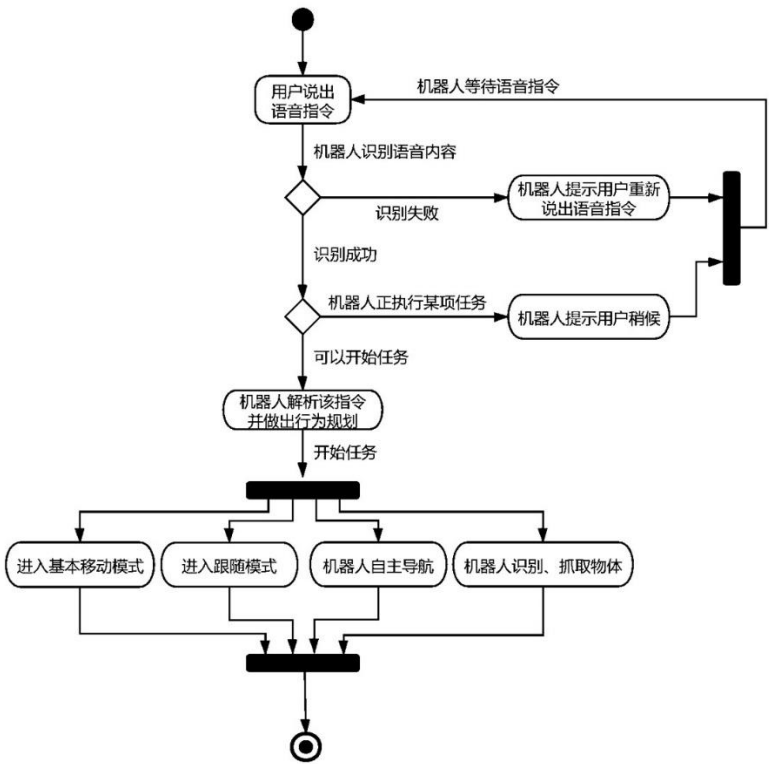 用户说出
语音指令
机器人等待语音指令
机器人识别语音内容
机器人提示用户重新
说出语音指令
识别失败
识别成功
机器人正执行某项任务
机器人提示用户稍候
可以开始任务
机器人解析该指令
并做出行为规划
开始任务
进入基本移动模式
进入跟随模式
机器人自主导航
机器人识别、抓取物体